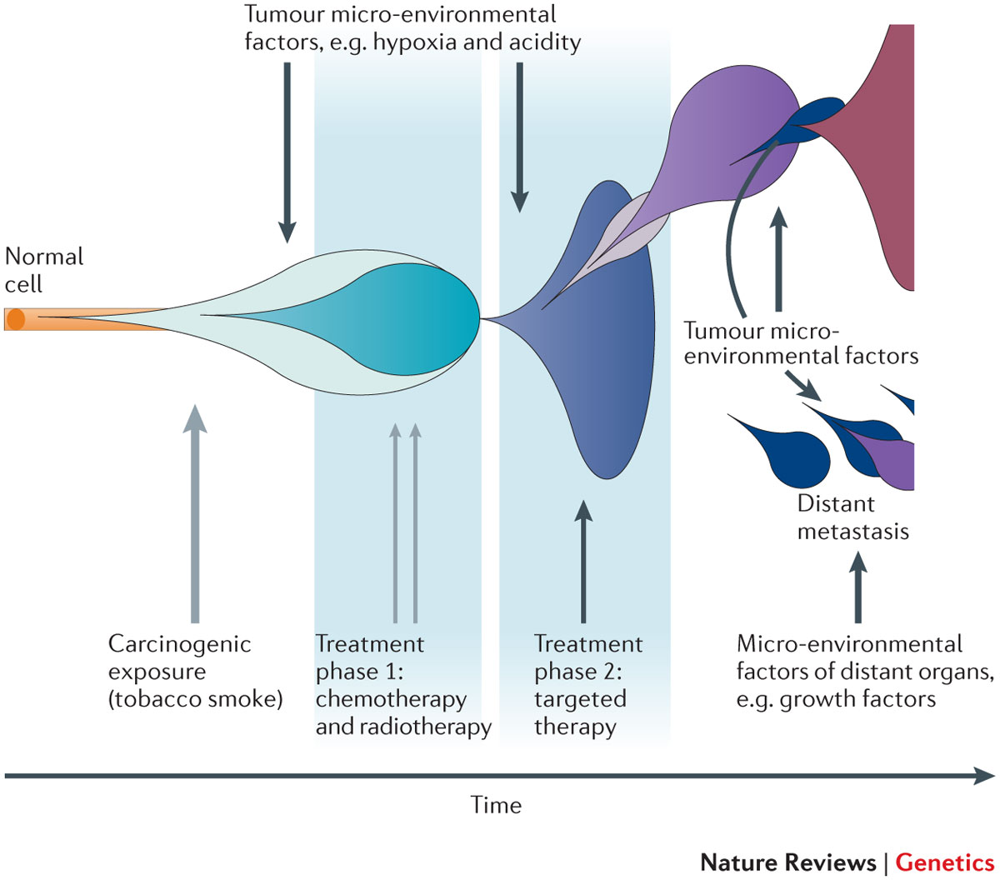 Tumour micro-environmental
factors, e.g. hypoxia and acidity
Normal
cell
Tumour micro-
environmental factors
Distant
metastasis
Carcinogenic
exposure
(tobacco smoke)
Treatment
phase 1:
chemotherapy
and radiotherapy
Treatment
phase 2:
targeted
therapy
Micro-environmental
factors of distant organs,
e.g. growth factors
Time
Nature Reviews | Genetics